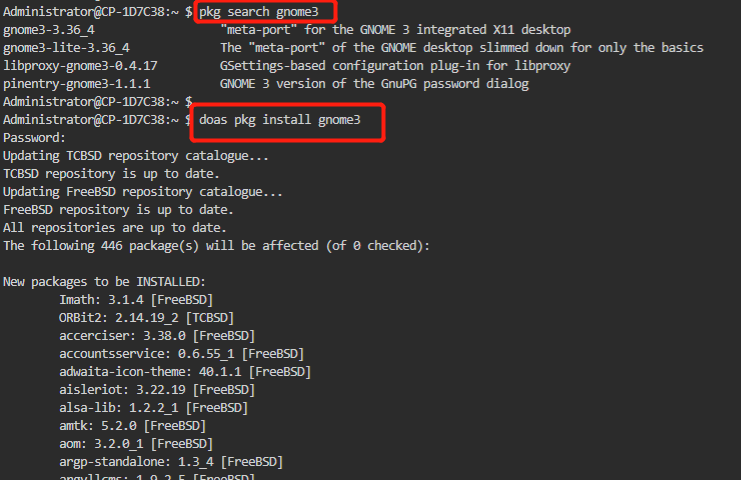 Administrator@CP-1D7C38:~ $ pkg search gnome3
gnome3-3.36_4 "meta-port" for the GNOME 3 integrated X11 desktop
gnome3-lite-3.36_4 The "meta-port" of the GNOME desktop slimmed down for only the basics
libproxy-gnome3-0.4.17 GSettings-based configuration plug-in for libproxy
pinentry-gnome3-1.1.1 GNOME 3 version of the GnuPG password dialog
Administrator@CP-1D7C38:~ $
Administrator@CP-1D7C38:~ $ doas pkg install gnome3
Password:
Updating TCBSD repository catalogue...
TCBSD repository is up to date.
Updating FreeBSD repository catalogue...
FreeBSD repository is up to date.
All repositories are up to date.
The following 446 package(s) will be affected (of 0 checked):
New packages to be INSTALLED:
Imath: 3.1.4 [FreeBSD]
ORBit2: 2.14.19_2 [TCBSD]
accerciser: 3.38.0 [FreeBSD]
accountsservice: 0.6.55_1 [FreeBSD]
adwaita-icon-theme: 40.1.1 [FreeBSD]
aisleriot: 3.22.19 [FreeBSD]
alsa-lib: 1.2.2_1 [FreeBSD]
amtk: 5.2.0 [FreeBSD]
aom: 3.2.0_1 [FreeBSD]
argp-standalone: 1.3_4 [FreeBSD]
argyllcms: 1.9.2_5 [FreeBSD]